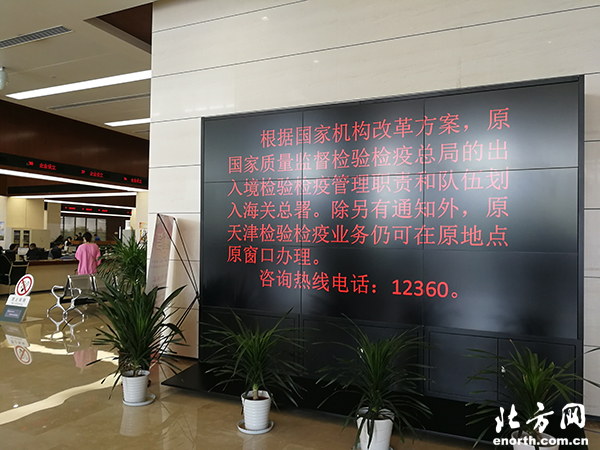 根据国家机构改革方案，原
国家质量监督检验检疫总局的出
入境检验检疫管理职责和队伍划
入海关总署。除另有通知外，原
天津检验检疫业务仍可在原地点
原窗口办理。
咨询热线电话：12360。
北方网
enorth.com.cn